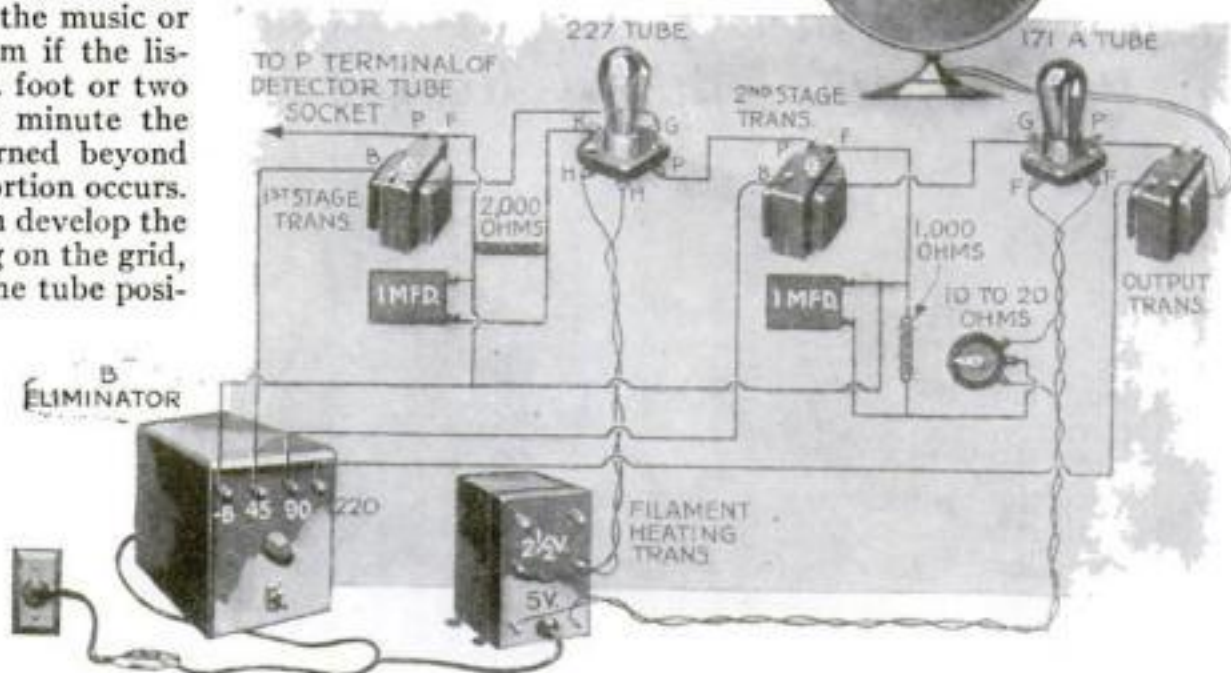 the music or
m if the lis-
foot or two
minute the
rned beyond
ortion occurs.
develop the
on the grid,
he tube posi-
TO P TERMINAL OF
DETECTOR TUBE
SOCKET
P F
B
1ST STAGE
TRANS.
2,000
OHMS
1 MFD.
227 TUBE
K
G
H
P
H
2ND STAGE
TRANS.
P
F
B
1 MFD.
1,000
OHMS
10 TO 20
OHMS
171 A TUBE
G
P
F
F
OUTPUT
TRANS.
B
ELIMINATOR
-B 45 90 220
FILAMENT
HEATING
TRANS.
2½V.
5V.